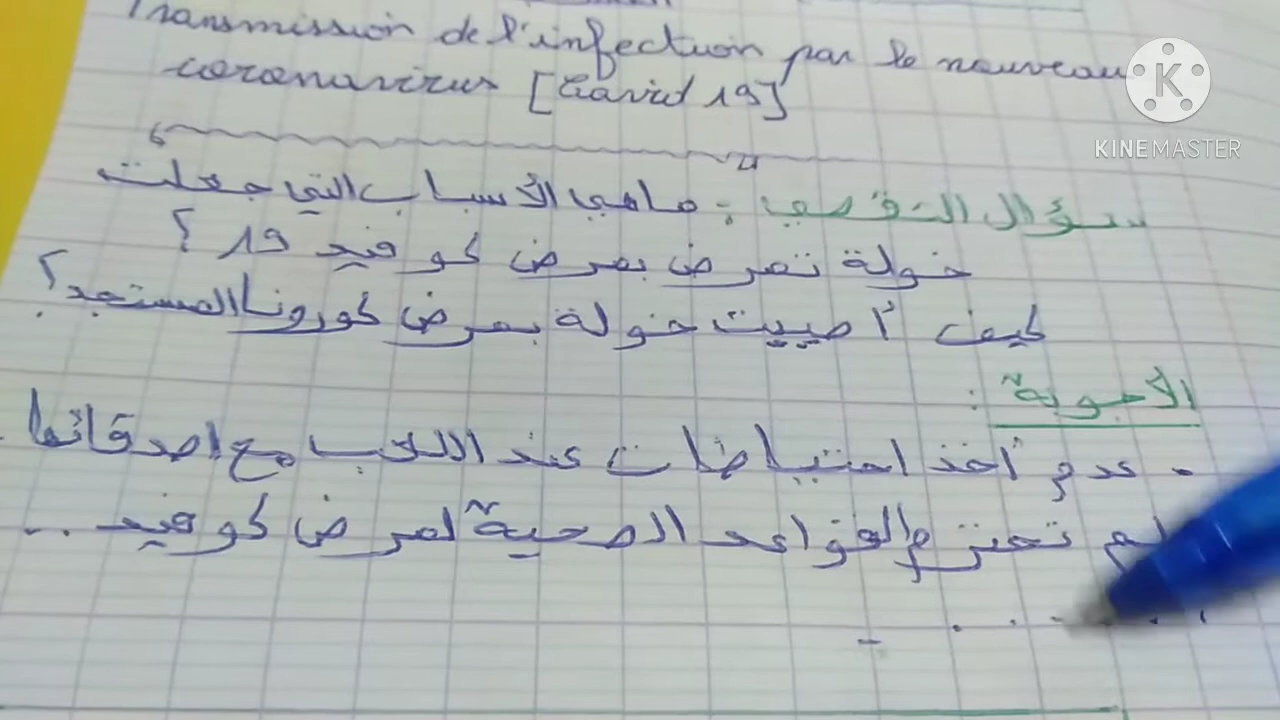 Transmission de l'infection par le nouveau
coronavirus [Covid 19]
KINEMASTER
سؤال التقصي : ماهي الأسباب التي جعلت
خولة تمرض بمرض كوفيد 19 ؟
كيف أصيبت خولة بمرض كورونا المستجد ؟
الأجوبة :
- عدم أخذ احتياطات عند اللعب مع اصدقائها
لم تحترم القواعد الصحية لمرض كوفيد ...